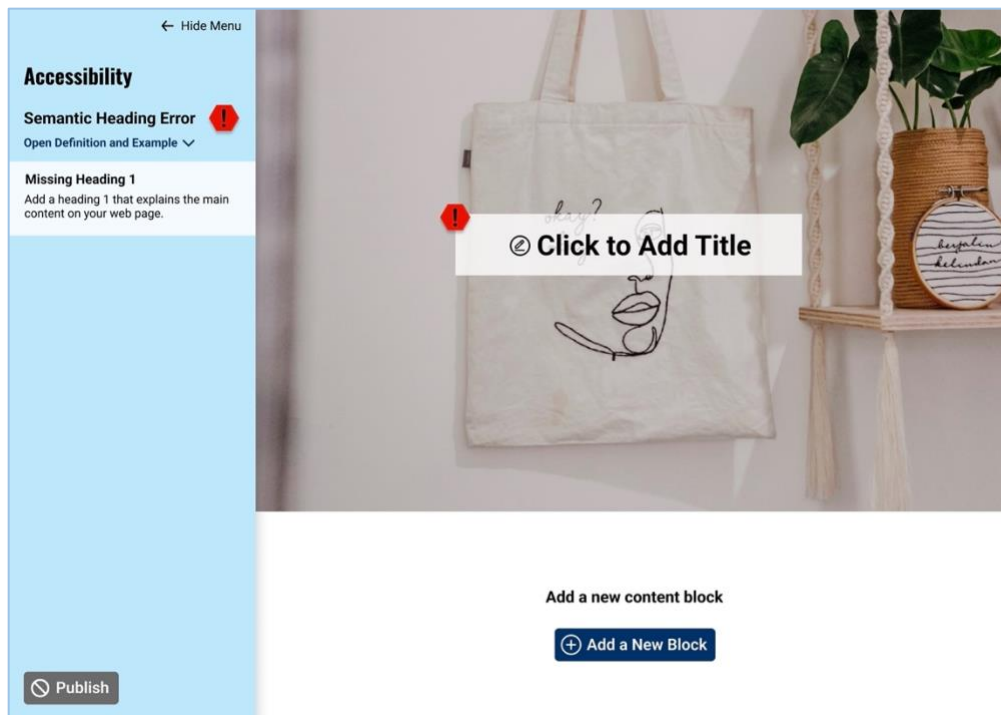 Hide Menu
Accessibility
Semantic Heading Error
Open Definition and Example
Missing Heading 1
Add a heading 1 that explains the main
content on your web page.
okay?
Click to Add Title
Add a new content block
Add a New Block
Publish